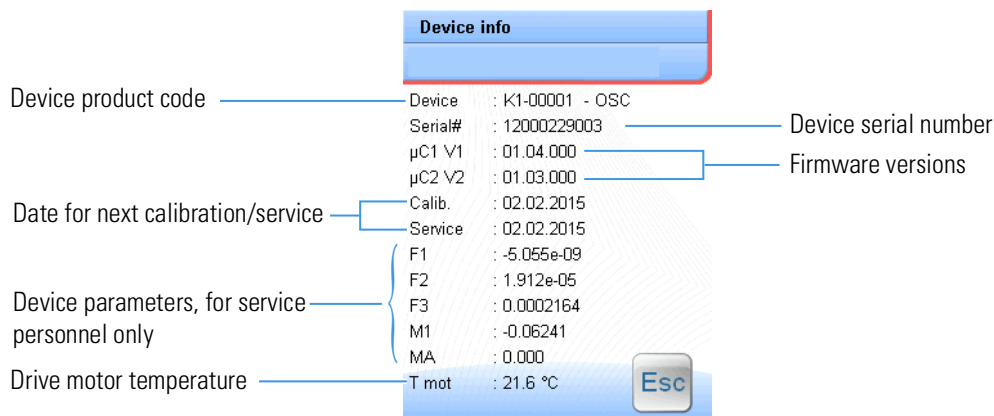 Device info
Device product code
Device : K1-00001 - OSC
Serial# : 12000229003
Device serial number
µC1 V1 : 01.04.000
Firmware versions
µC2 V2 : 01.03.000
Date for next calibration/service
Calib. : 02.02.2015
Service : 02.02.2015
F1 : -5.055e-09
F2 : 1.912e-05
Device parameters, for service
personnel only
F3 : 0.0002164
M1 : -0.06241
MA : 0.000
Drive motor temperature
T mot : 21.6 °C
Esc